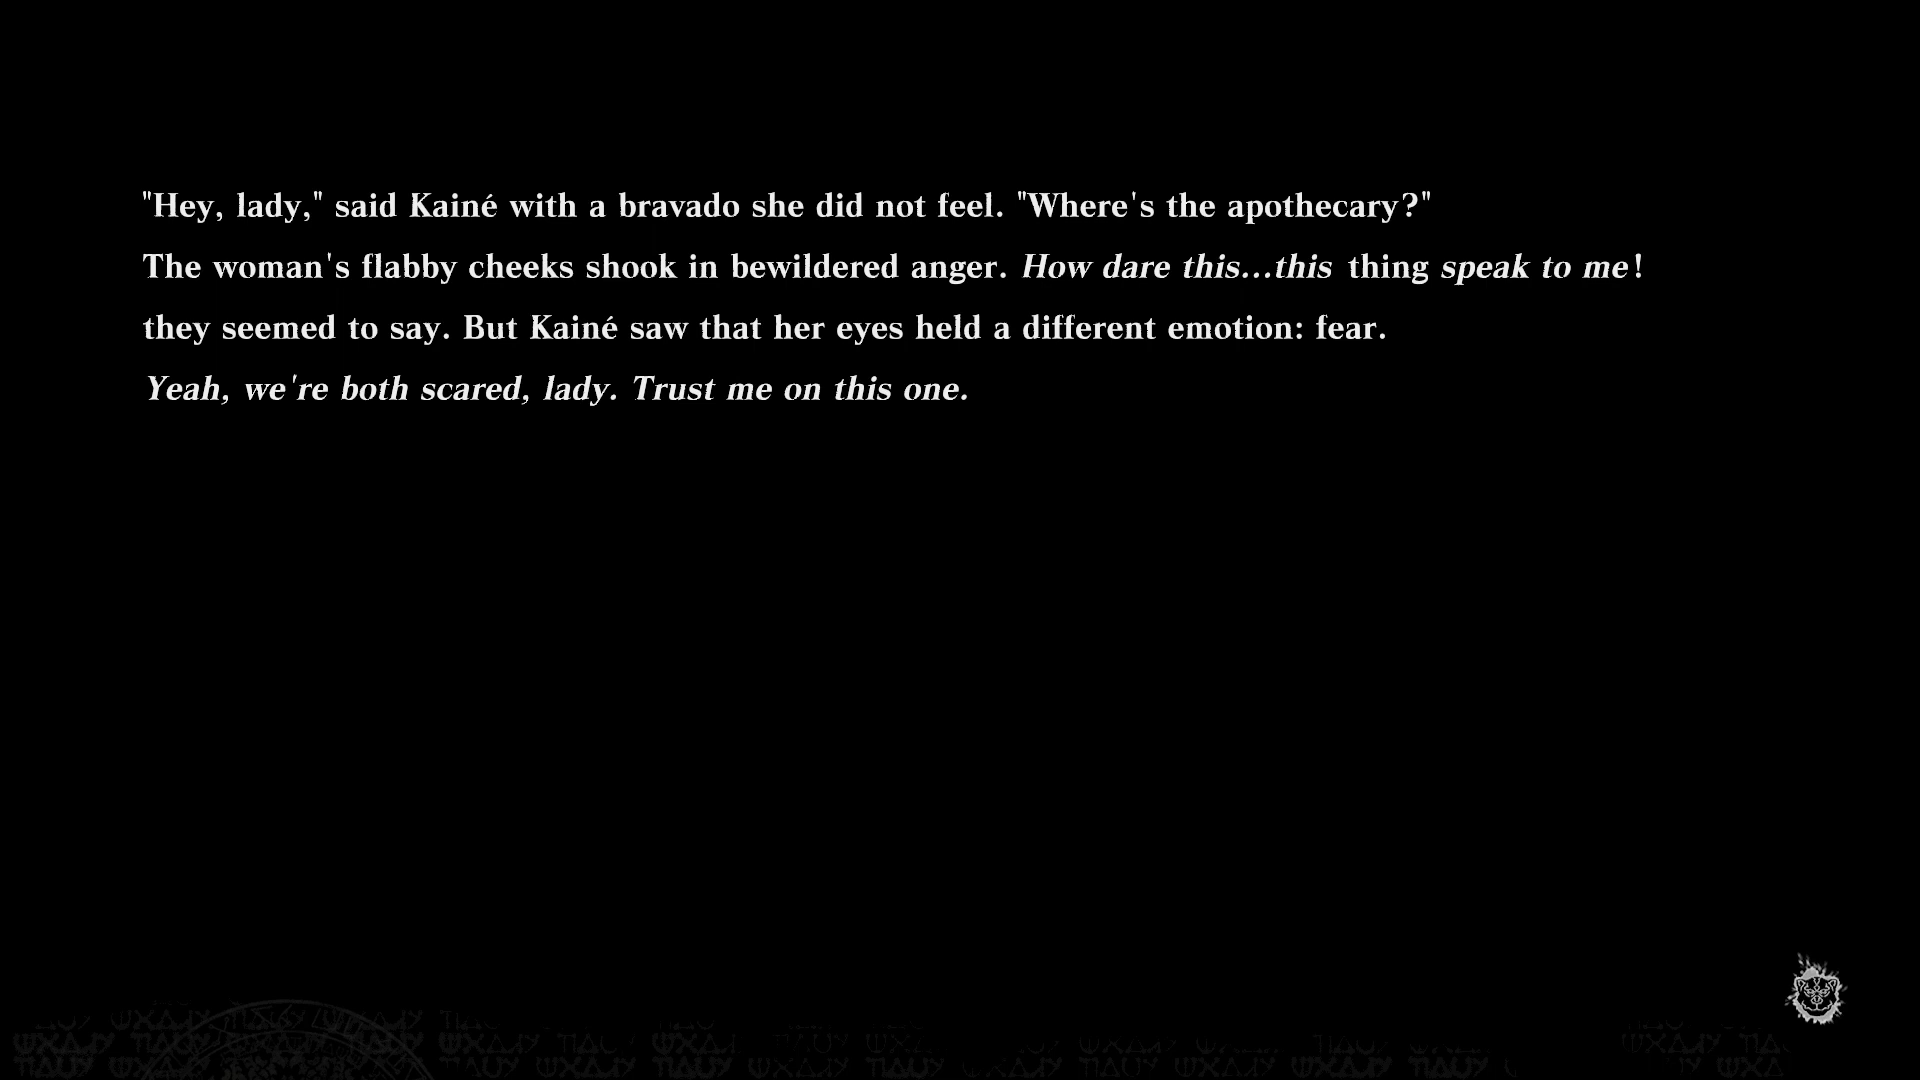 "Hey, lady," said Kainé with a bravado she did not feel. "Where's the apothecary?"
The woman's flabby cheeks shook in bewildered anger. How dare this...this thing speak to me!
they seemed to say. But Kainé saw that her eyes held a different emotion: fear.
Yeah, we're both scared, lady. Trust me on this one.